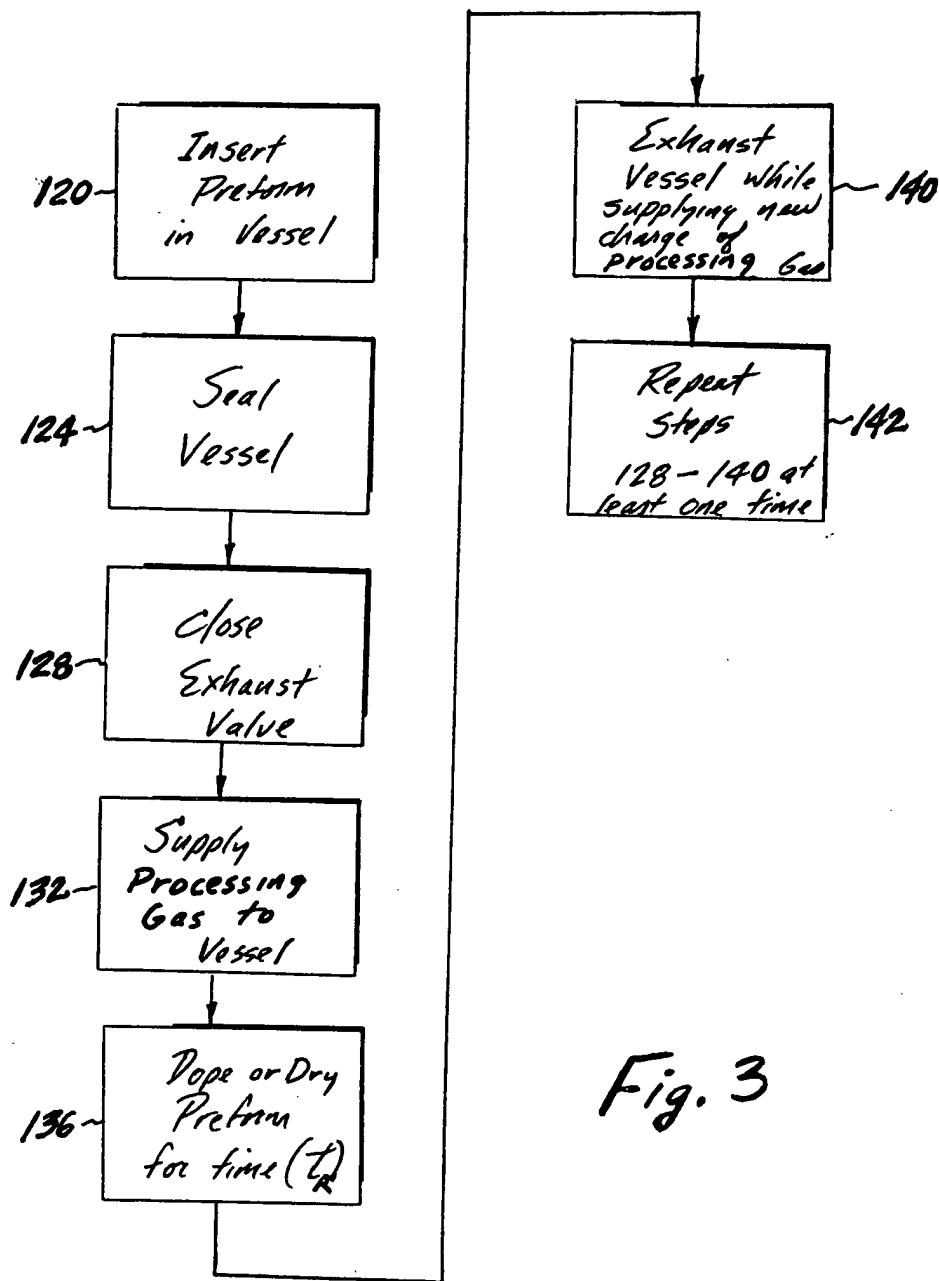 120
Insert
Preform
in Vessel
124
Seal
Vessel
128
Close
Exhaust
Value
132
Supply
Processing
Gas to
Vessel
136
Dope or Dry
Preform
for time (tR)
Exhaust
Vessel while
supplying new
charge of
processing Gas
140
Repeat
Steps
128-140 at
least one time
142
Fig. 3